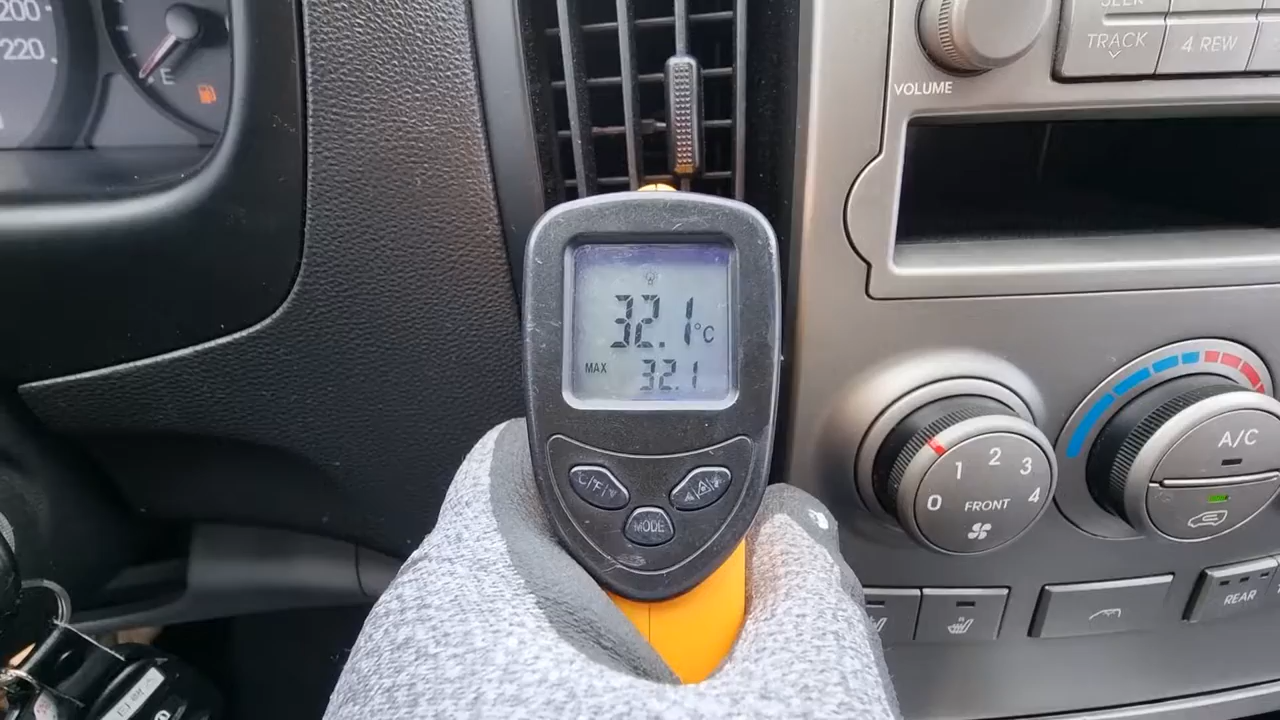 200
220
E
SEEK
TRACK
4 REW
VOLUME
32.1°C
MAX 32.1
°C/°F/▼
MODE
A/C
0 1 2 3 4
FRONT
REAR